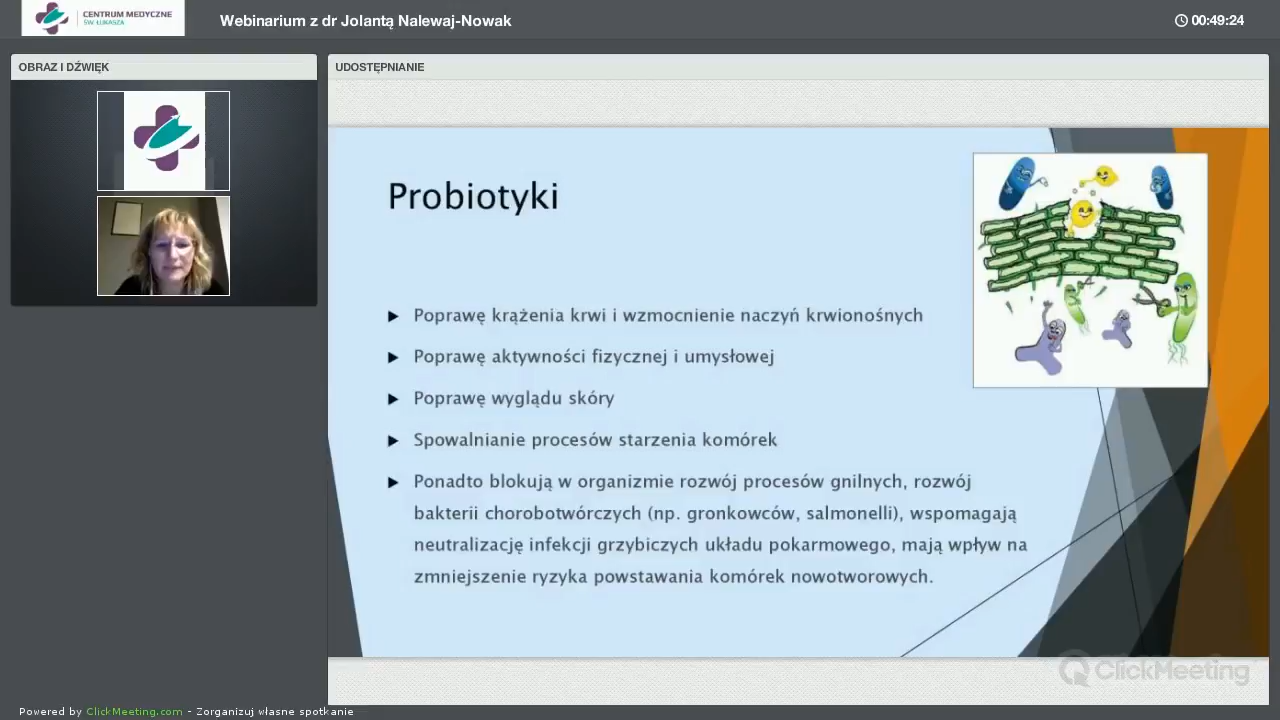 CENTRUM MEDYCZNE
ŚW. ŁUKASZA
Webinarium z dr Jolantą Nalewaj-Nowak
00:49:24
OBRAZ I DŹWIĘK
UDOSTĘPNIANIE
Probiotyki
Poprawę krążenia krwi i wzmocnienie naczyń krwionośnych
Poprawę aktywności fizycznej i umysłowej
Poprawę wyglądu skóry
Spowalnianie procesów starzenia komórek
Ponadto blokują w organizmie rozwój procesów gnilnych, rozwój
bakterii chorobotwórczych (np. gronkowców, salmonelli), wspomagają
neutralizację infekcji grzybiczych układu pokarmowego, mają wpływ na
zmniejszenie ryzyka powstawania komórek nowotworowych.
ClickMeeting
Powered by ClickMeeting.com - Zorganizuj własne spotkanie